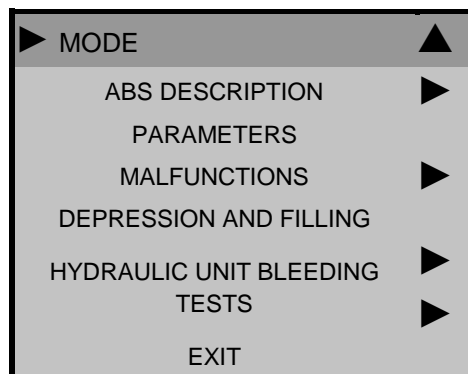 MODE
ABS DESCRIPTION
PARAMETERS
MALFUNCTIONS
DEPRESSION AND FILLING
HYDRAULIC UNIT BLEEDING
TESTS
EXIT